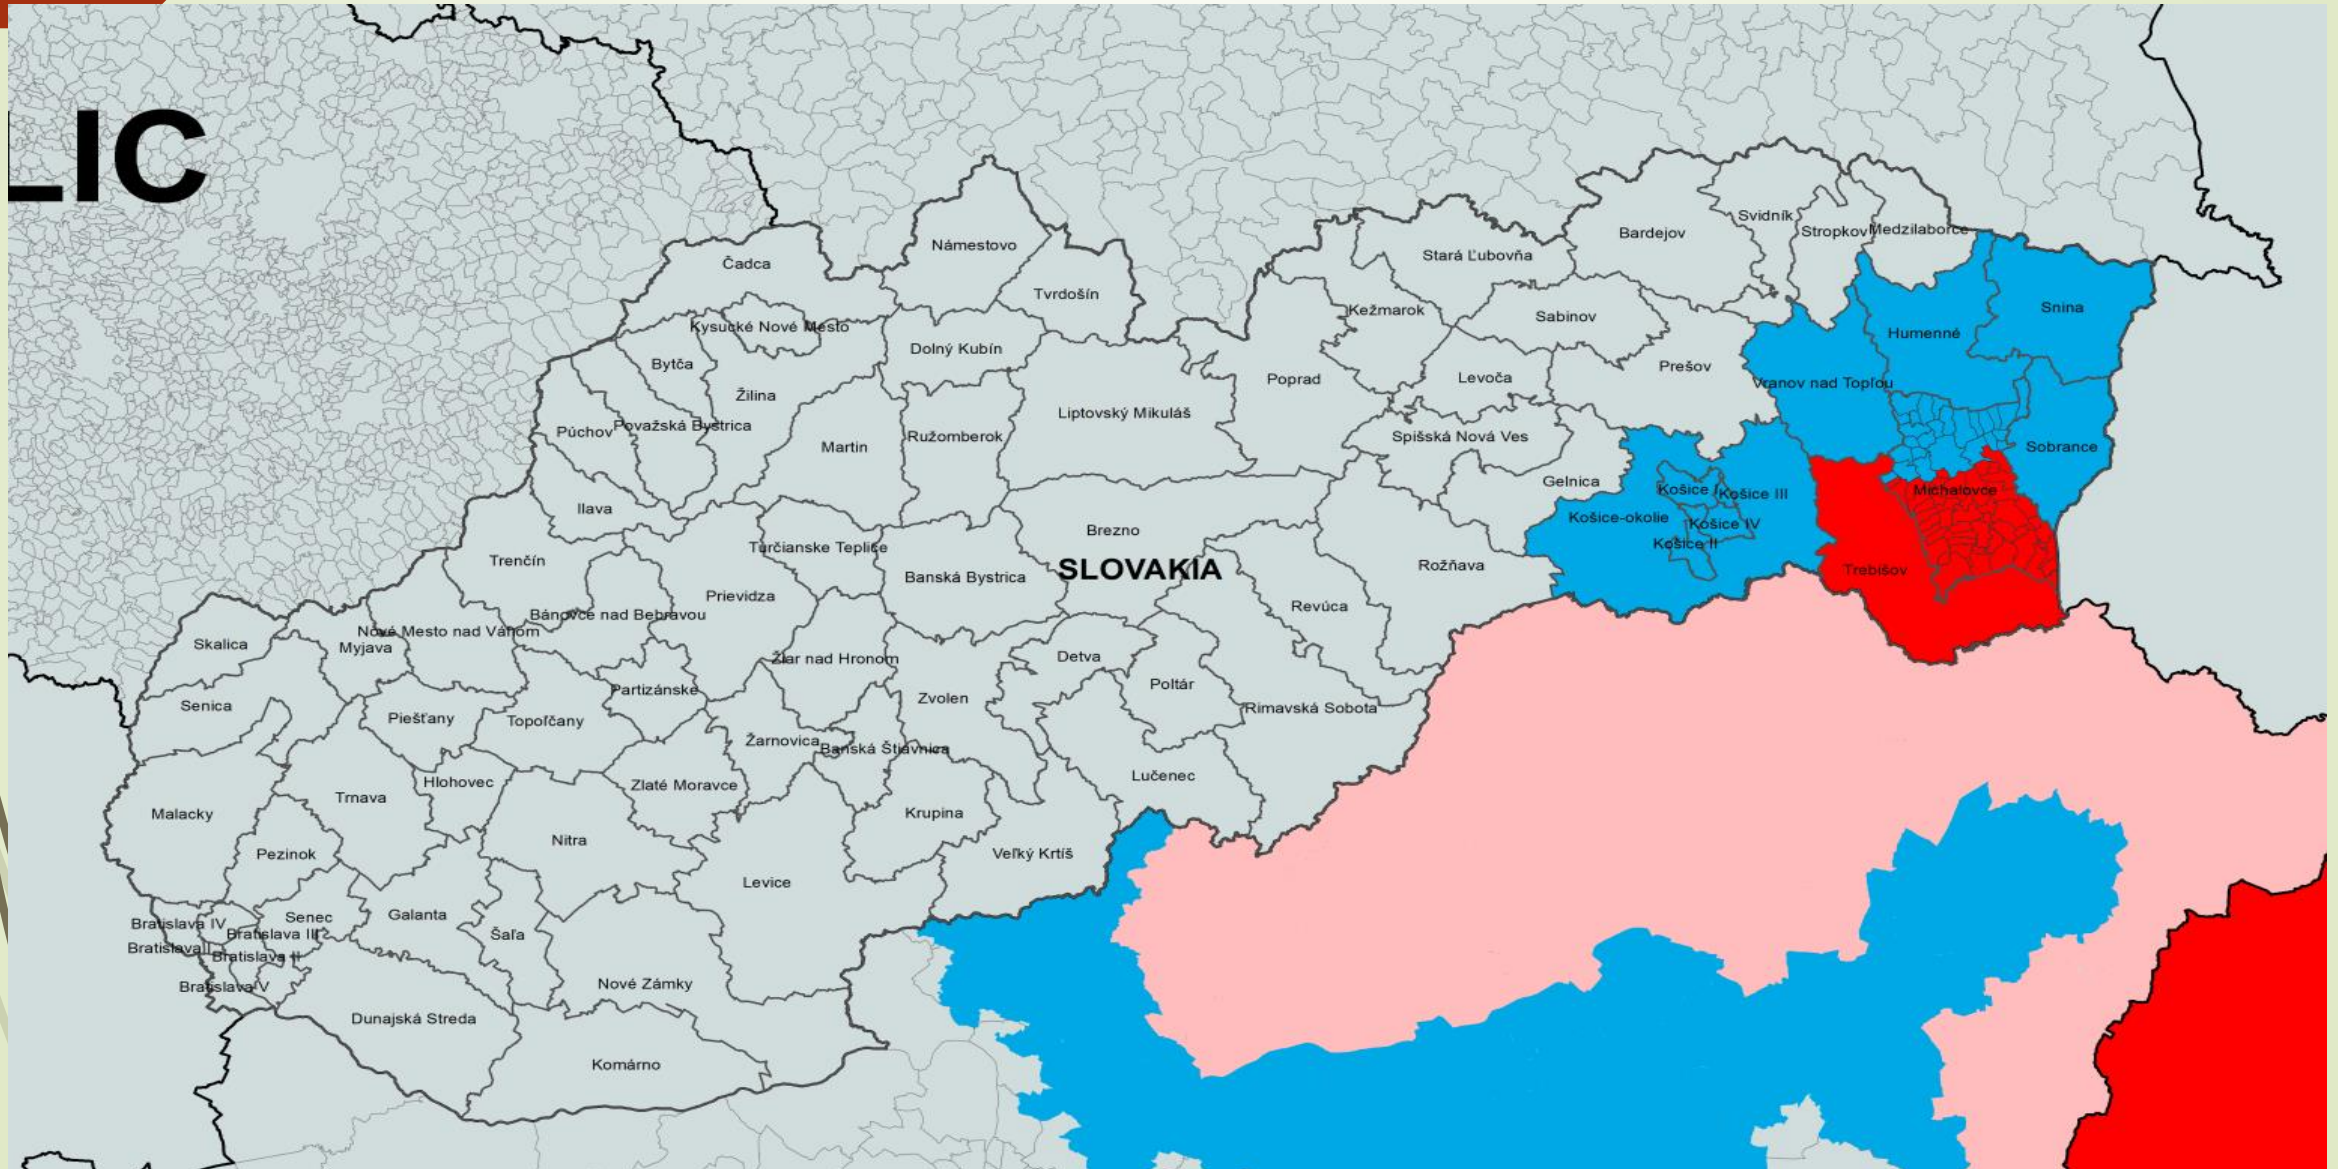 LIC
Svidník
Stropkov
Medzilaborce
Bardejov
Námestovo
Stará Ľubovňa
Čadca
Tvrdošín
Snina
Kežmarok
Sabinov
Kysucké Nové Mesto
Humenné
Dolný Kubín
Bytča
Prešov
Poprad
Levoča
Vranov nad Topľou
Žilina
Liptovský Mikuláš
Považská Bystrica
Púchov
Ružomberok
Spišská Nová Ves
Martin
Sobrance
Gelnica
Košice I
Košice III
Michalovce
Ilava
Košice-okolie
Košice IV
Brezno
Košice II
Turčianske Teplice
Trenčín
Rožňava
SLOVAKIA
Trebišov
Banská Bystrica
Prievidza
Revúca
Bánovce nad Bebravou
Nové Mesto nad Váhom
Skalica
Myjava
Detva
Žiar nad Hronom
Poltár
Partizánske
Zvolen
Senica
Rimavská Sobota
Piešťany
Topoľčany
Žarnovica
Banská Štiavnica
Lučenec
Hlohovec
Zlaté Moravce
Trnava
Malacky
Krupina
Nitra
Pezinok
Veľký Krtíš
Levice
Galanta
Senec
Bratislava IV
Bratislava III
Šaľa
Bratislava I
Bratislava II
Nové Zámky
Bratislava V
Dunajská Streda
Komárno